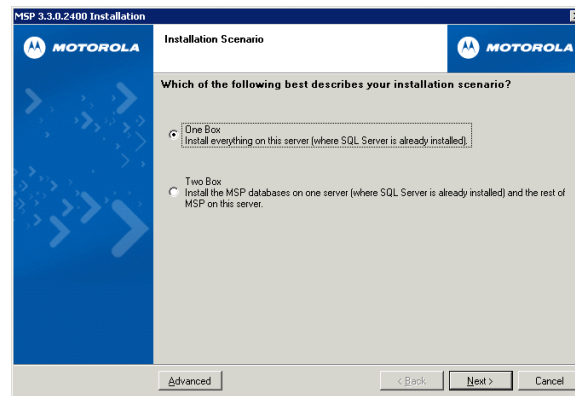 MSP 3.3.0.2400 Installation
MOTOROLA
Installation Scenario
MOTOROLA
Which of the following best describes your installation scenario?
One Box
Install everything on this server (where SQL Server is already installed).
Two Box
Install the MSP databases on one server (where SQL Server is already installed) and the rest of
MSP on this server.
Advanced
< Back
Next >
Cancel